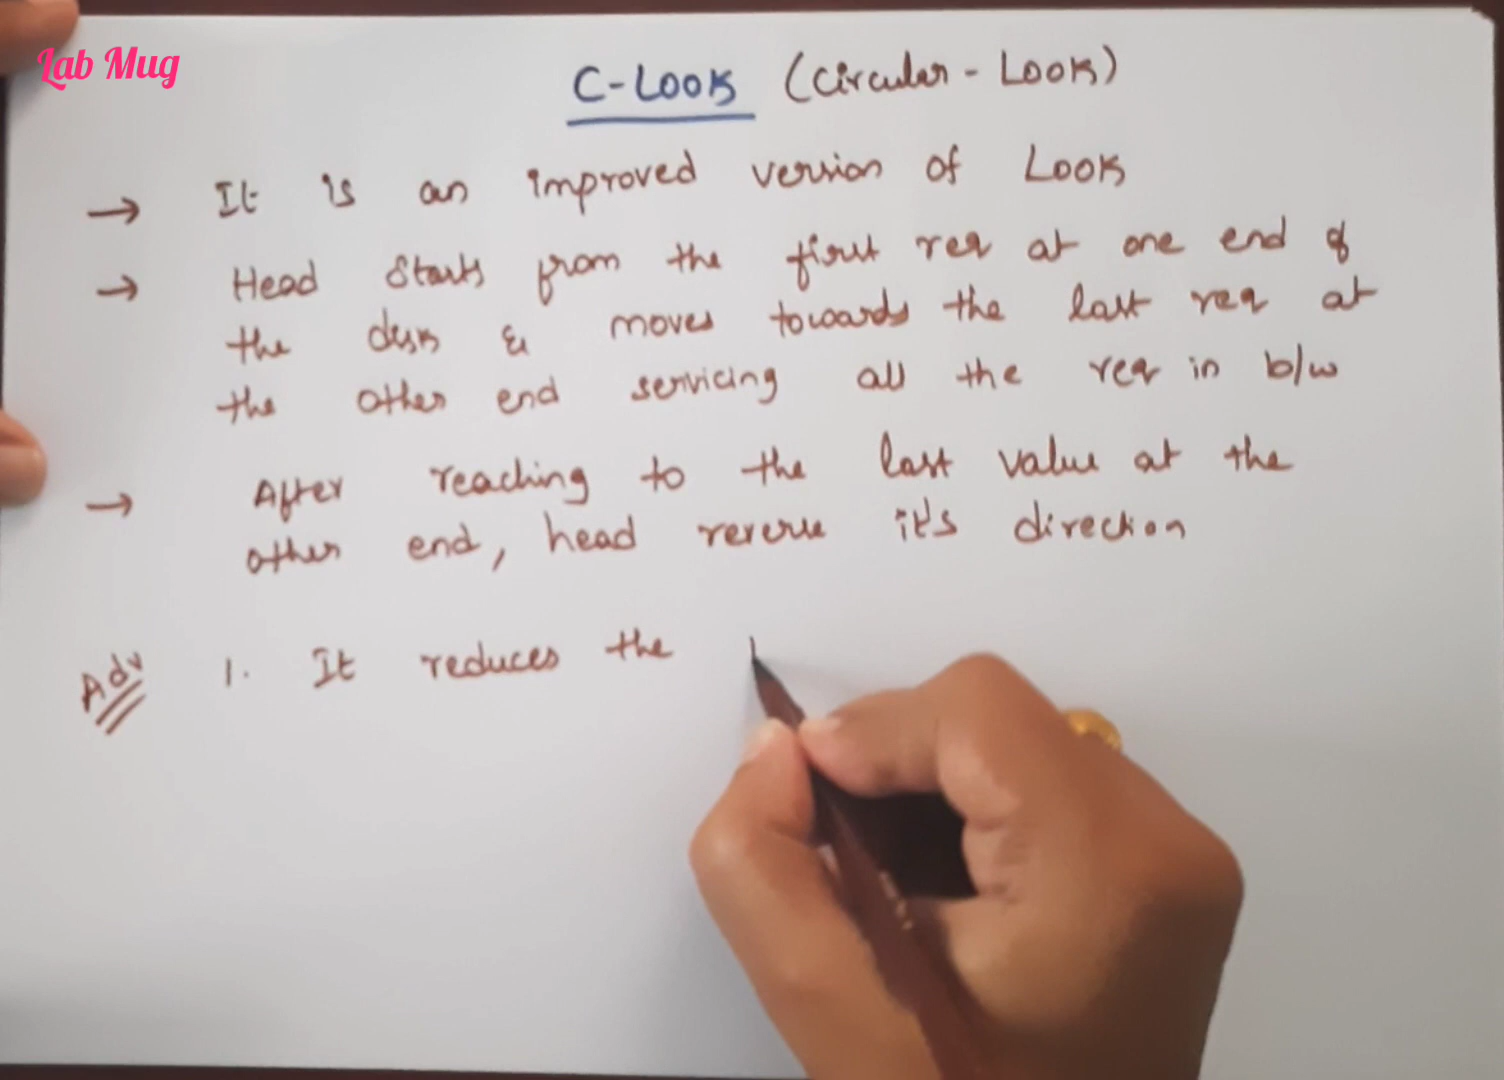 Lab Mug
C-LOOK (Circular - LOOK)
→ It is an improved version of LOOK
→ Head starts from the first req at one end of
the disk & moves towards the last req at
the other end servicing all the req in b/w
→ After reaching to the last value at the
other end, head reverse it's direction
Adv 1. It reduces the